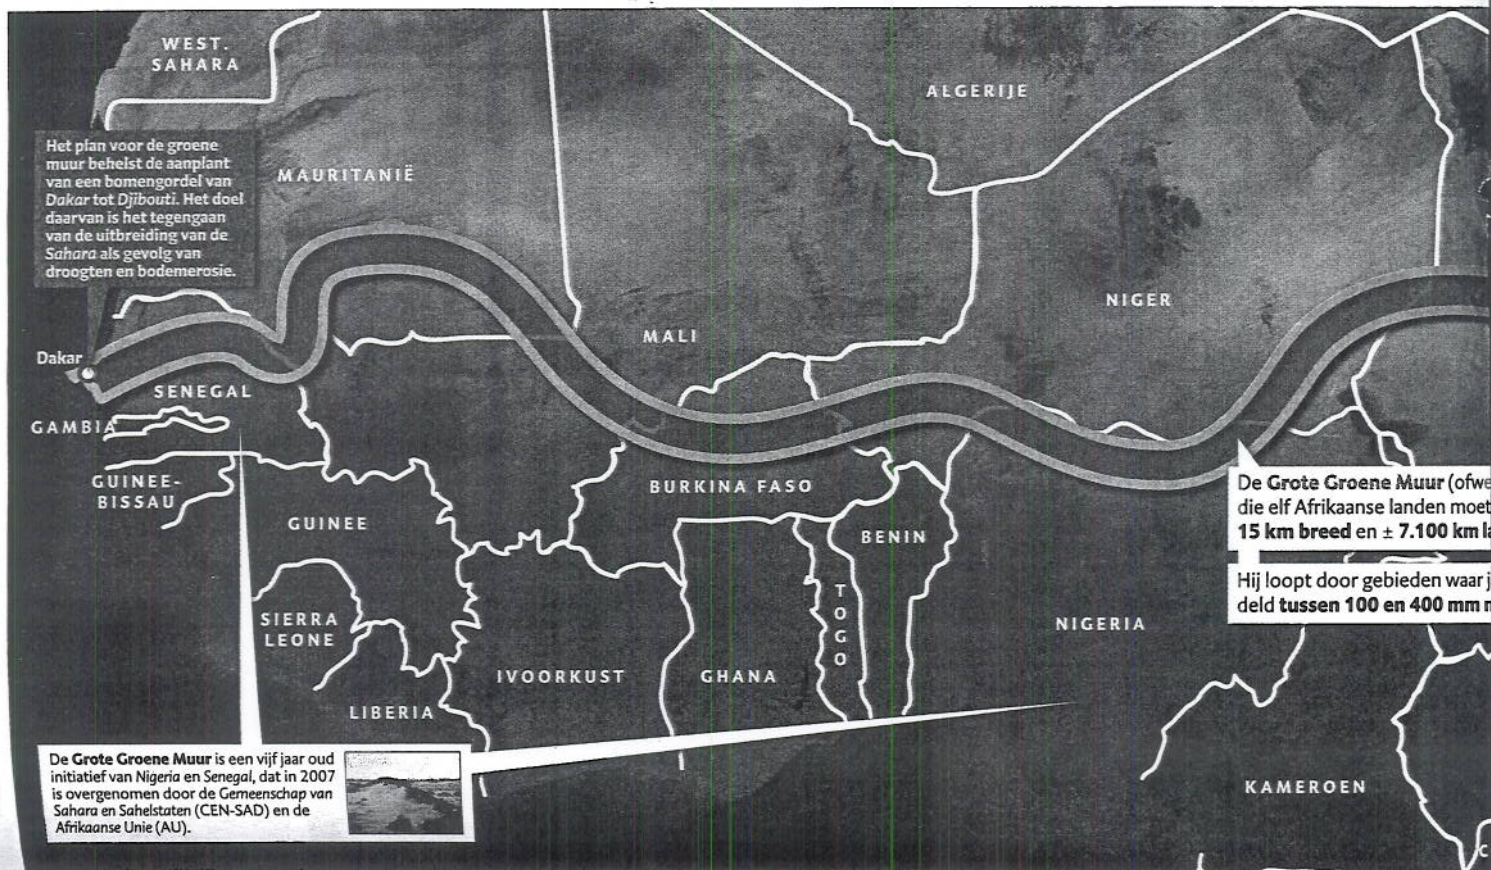 WEST.
SAHARA
ALGERIJE
Het plan voor de groene
muur behelst de aanplant
van een bomengordel van
Dakar tot Djibouti. Het doel
daarvan is het tegengaan
van de uitbreiding van de
Sahara als gevolg van
droogten en bodemerosie.
MAURITANIË
NIGER
MALI
Dakar
SENEGAL
GAMBIA
GUINEE-
BISSAU
GUINEE
BURKINA FASO
BENIN
De Grote Groene Muur (ofwe
die elf Afrikaanse landen moet
15 km breed en ± 7.100 km la
Hij loopt door gebieden waar j
deld tussen 100 en 400 mm n
SIERRA
LEONE
TOGO
NIGERIA
IVOORKUST
GHANA
LIBERIA
De Grote Groene Muur is een vijf jaar oud
initiatief van Nigeria en Senegal, dat in 2007
is overgenomen door de Gemeenschap van
Sahara en Sahelstaten (CEN-SAD) en de
Afrikaanse Unie (AU).
KAMEROEN
C